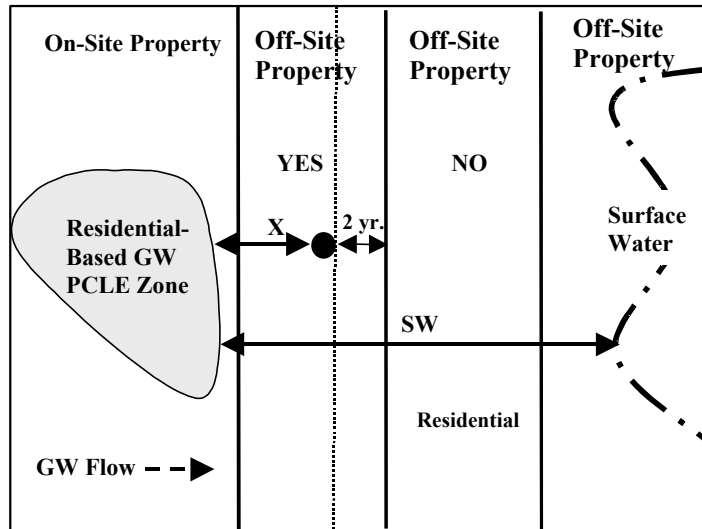 On-Site Property
Off-Site
Property
Off-Site
Property
Off-Site
Property
YES
NO
X
2 yr.
Residential-
Based GW
PCLE Zone
Surface
Water
SW
Residential
GW Flow